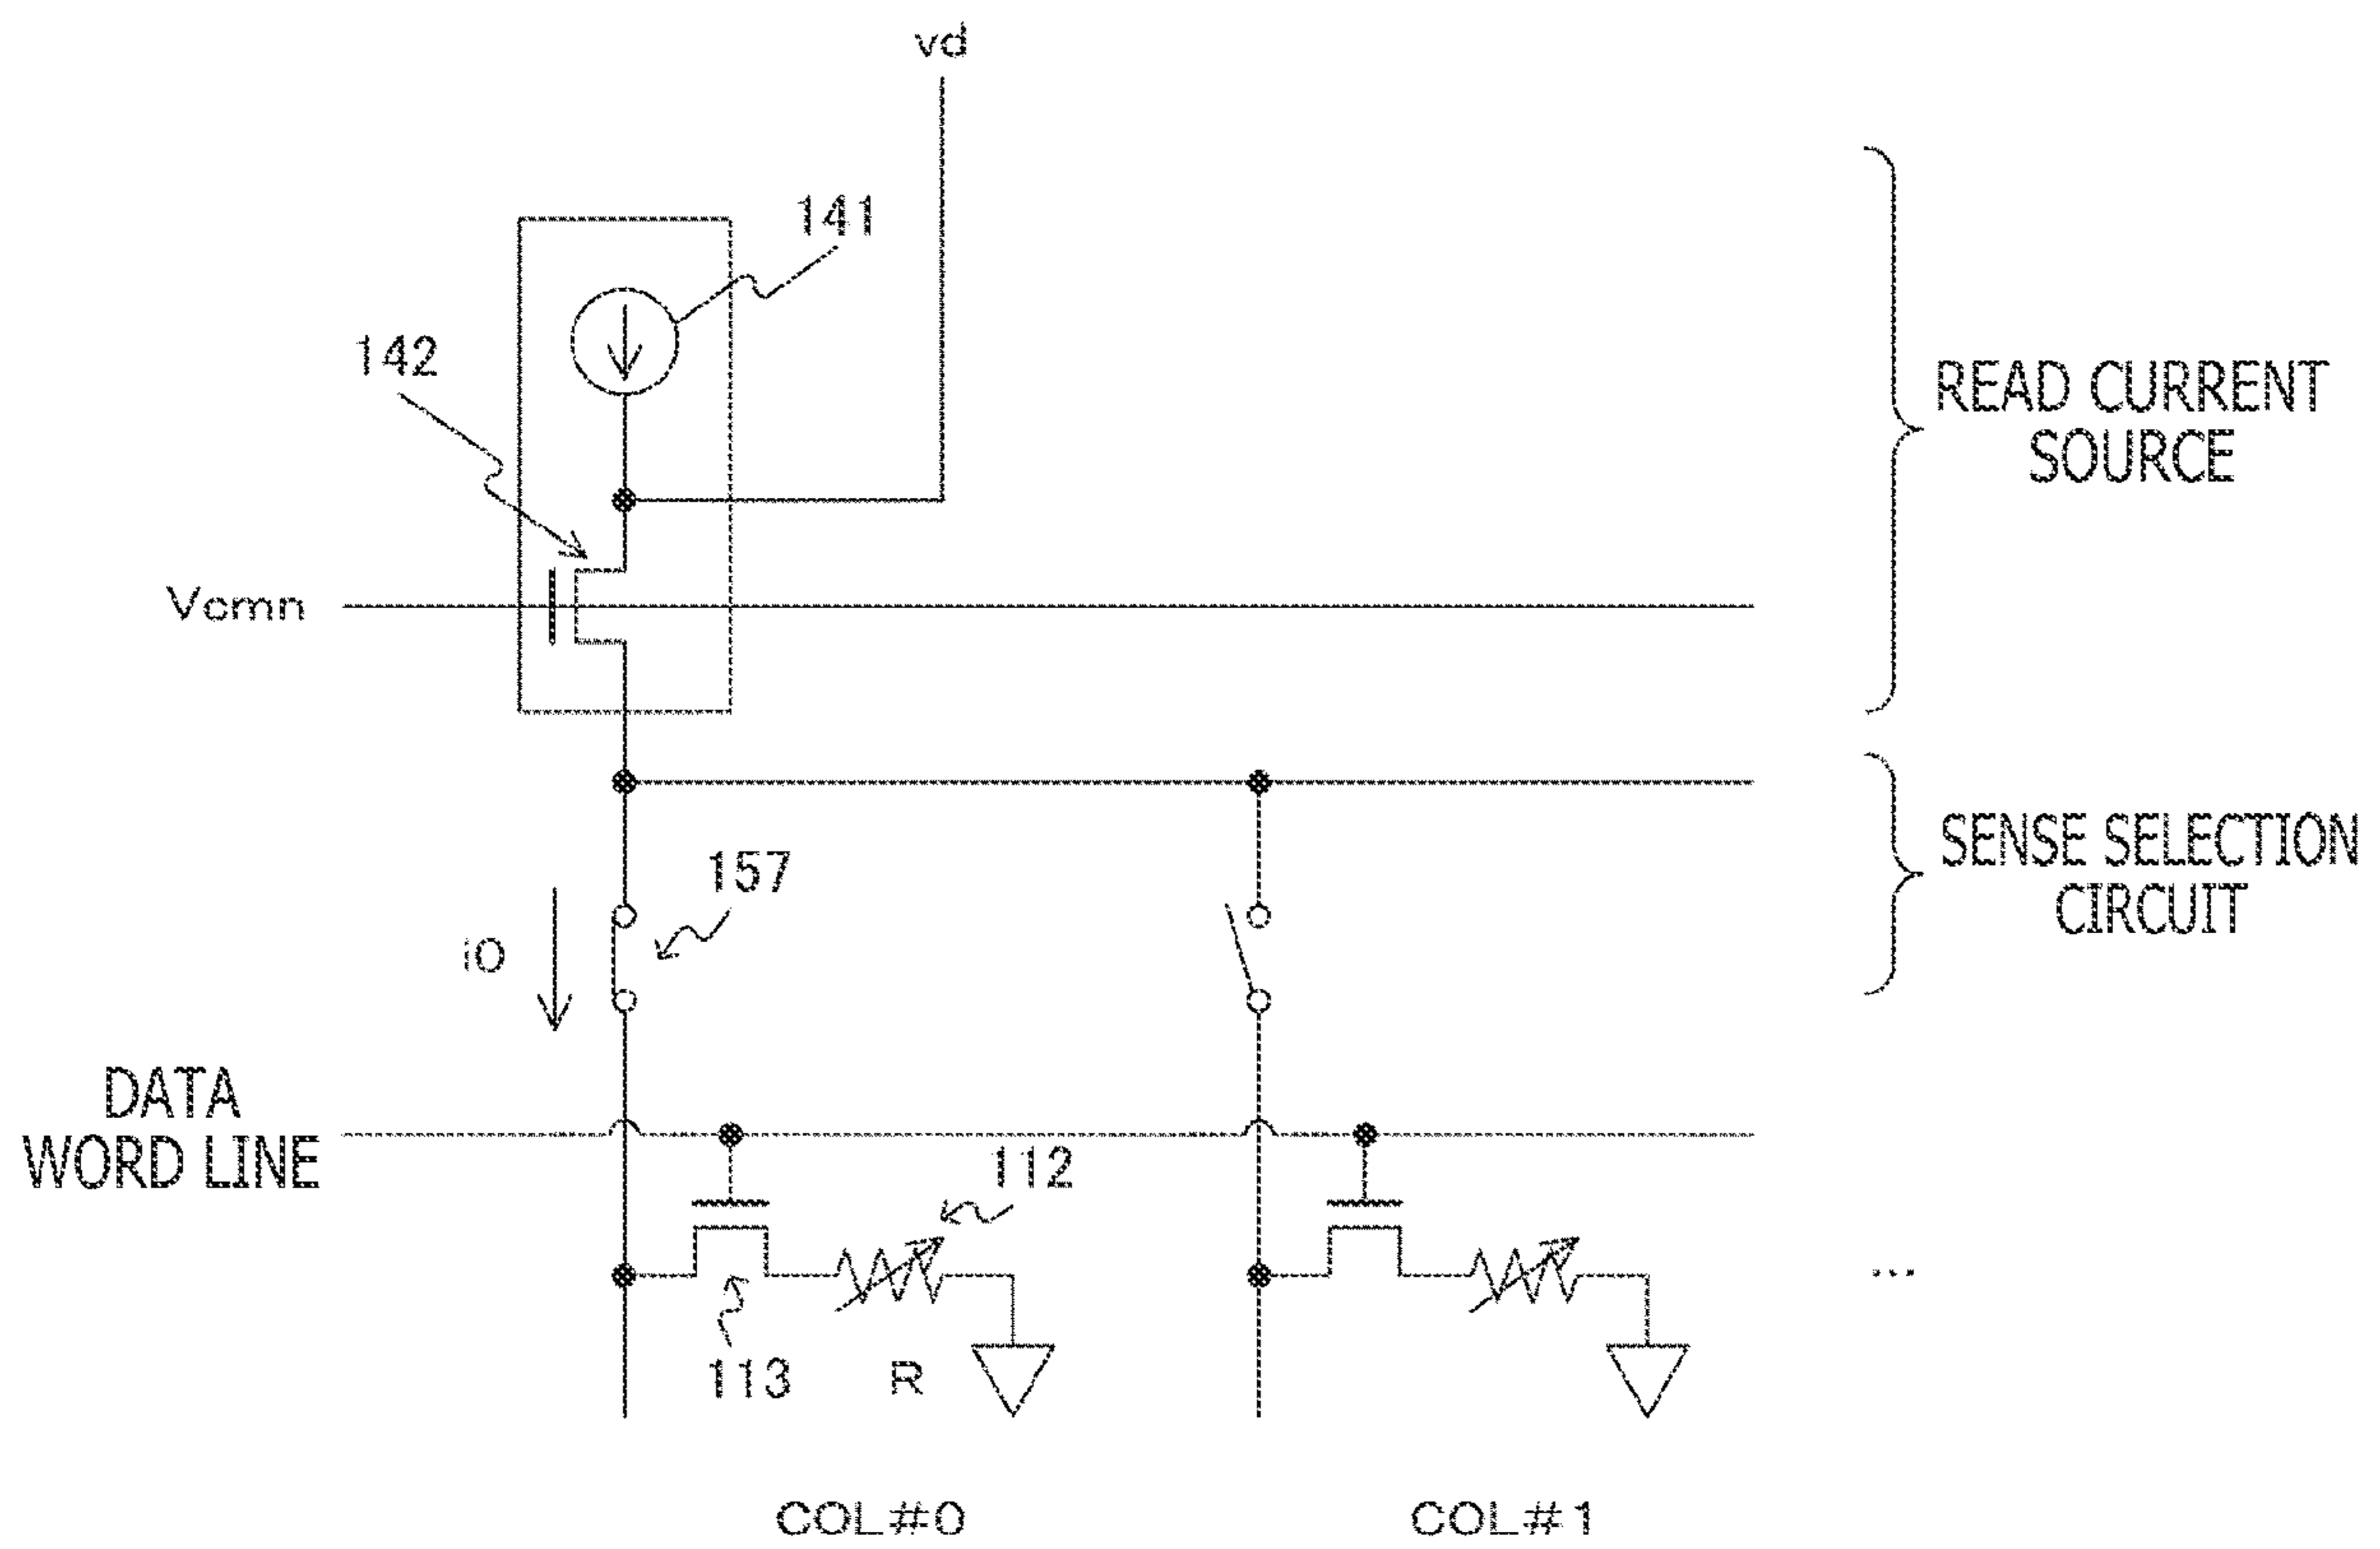 vd
141
142
READ CURRENT
SOURCE
Vcmn
157
SENSE SELECTION
CIRCUIT
i0
DATA
WORD LINE
112
113
R
...
COL#0
COL#1